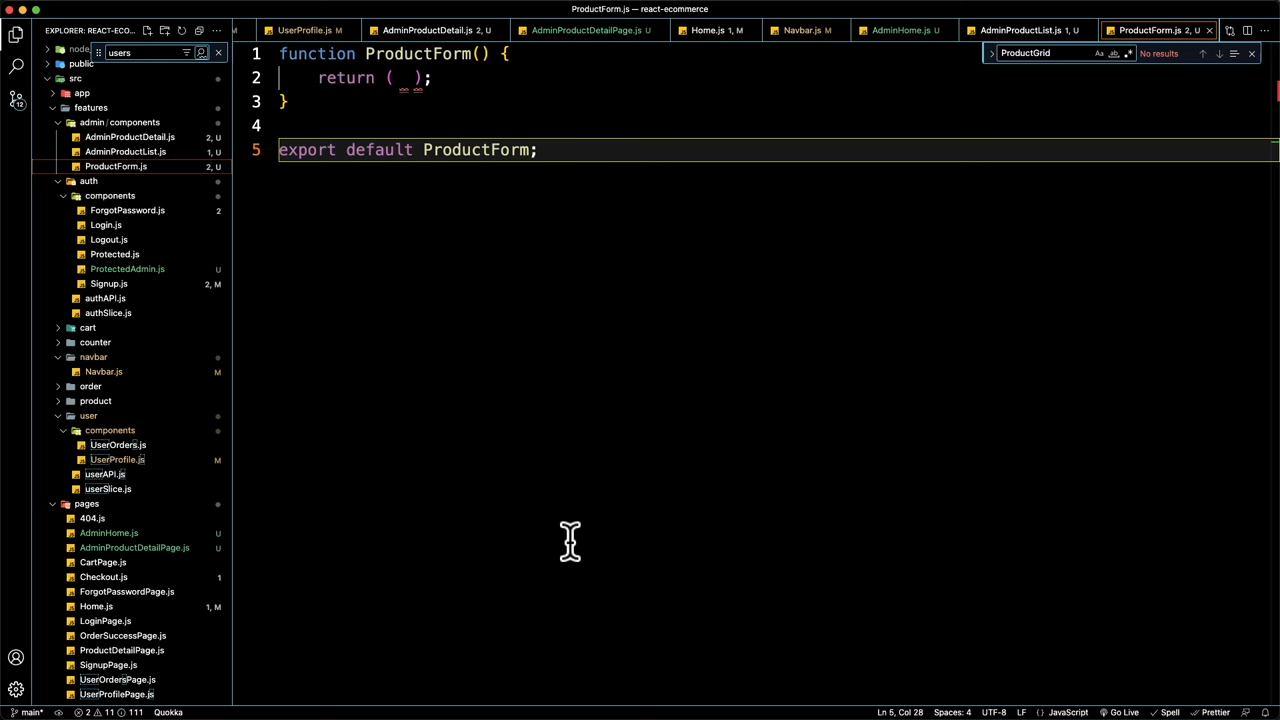 ProductForm.js — react-ecommerce
EXPLORER: REACT-ECO...
UserProfile.js M
AdminProductDetail.js 2, U
AdminProductDetailPage.js U
Home.js 1, M
Navbar.js M
AdminHome.js U
AdminProductList.js 1, U
ProductForm.js 2, U
node
users
public
src
app
features
admin / components
AdminProductDetail.js 2, U
AdminProductList.js 1, U
ProductForm.js 2, U
auth
components
ForgotPassword.js 2
Login.js
Logout.js
Protected.js
ProtectedAdmin.js U
Signup.js 2, M
authAPI.js
authSlice.js
cart
counter
navbar
Navbar.js M
order
product
user
components
UserOrders.js
UserProfile.js M
userAPI.js
userSlice.js
pages
404.js
AdminHome.js U
AdminProductDetailPage.js U
CartPage.js
Checkout.js 1
ForgotPasswordPage.js
Home.js 1, M
LoginPage.js
OrderSuccessPage.js
ProductDetailPage.js
SignupPage.js
UserOrdersPage.js
UserProfilePage.js
12
1 function ProductForm() {
2 return (  );
3 }
4
5 export default ProductForm;
ProductGrid Aa ab .* No results
main* 2 11 111 Quokka
Ln 5, Col 28 Spaces: 4 UTF-8 LF { } JavaScript Go Live Spell Prettier